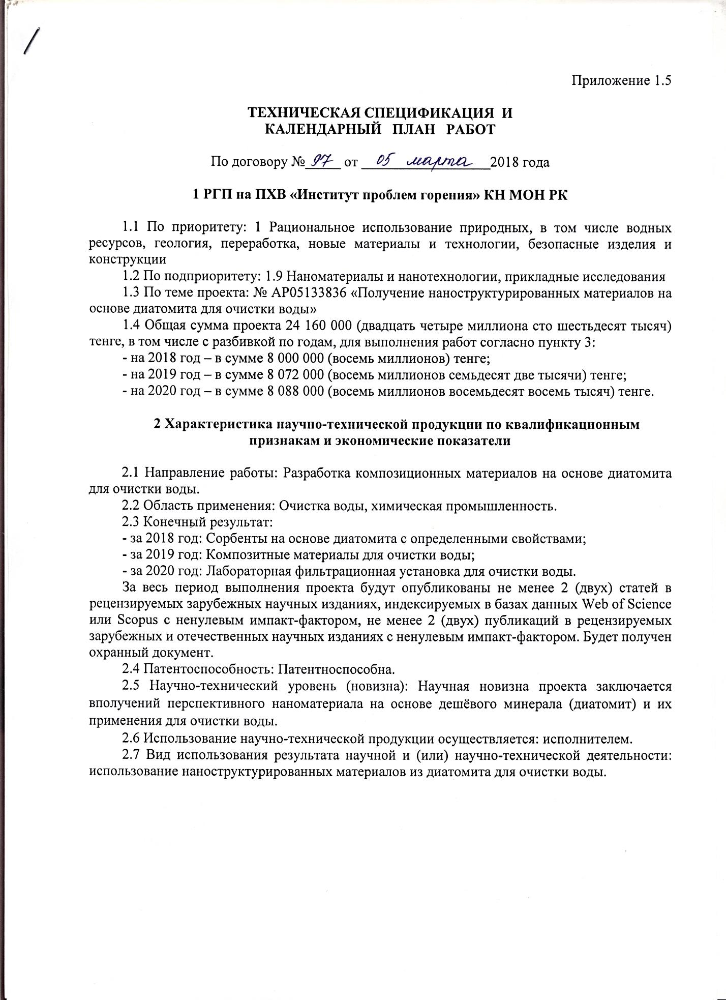 Приложение 1.5
ТЕХНИЧЕСКАЯ СПЕЦИФИКАЦИЯ И
КАЛЕНДАРНЫЙ ПЛАН РАБОТ
По договору № 97 от 05 марта 2018 года
1 РГП на ПХВ «Институт проблем горения» КН МОН РК
1.1 По приоритету: 1 Рациональное использование природных, в том числе водных
ресурсов, геология, переработка, новые материалы и технологии, безопасные изделия и
конструкции
1.2 По подприоритету: 1.9 Наноматериалы и нанотехнологии, прикладные исследования
1.3 По теме проекта: № АР05133836 «Получение наноструктурированных материалов на
основе диатомита для очистки воды»
1.4 Общая сумма проекта 24 160 000 (двадцать четыре миллиона сто шестьдесят тысяч)
тенге, в том числе с разбивкой по годам, для выполнения работ согласно пункту 3:
- на 2018 год – в сумме 8 000 000 (восемь миллионов) тенге;
- на 2019 год – в сумме 8 072 000 (восемь миллионов семьдесят две тысячи) тенге;
- на 2020 год – в сумме 8 088 000 (восемь миллионов восемьдесят восемь тысяч) тенге.
2 Характеристика научно-технической продукции по квалификационным
признакам и экономические показатели
2.1 Направление работы: Разработка композиционных материалов на основе диатомита
для очистки воды.
2.2 Область применения: Очистка воды, химическая промышленность.
2.3 Конечный результат:
- за 2018 год: Сорбенты на основе диатомита с определенными свойствами;
- за 2019 год: Композитные материалы для очистки воды;
- за 2020 год: Лабораторная фильтрационная установка для очистки воды.
За весь период выполнения проекта будут опубликованы не менее 2 (двух) статей в
рецензируемых зарубежных научных изданиях, индексируемых в базах данных Web of Science
или Scopus с ненулевым импакт-фактором, не менее 2 (двух) публикаций в рецензируемых
зарубежных и отечественных научных изданиях с ненулевым импакт-фактором. Будет получен
охранный документ.
2.4 Патентоспособность: Патентноспособна.
2.5 Научно-технический уровень (новизна): Научная новизна проекта заключается
вполучений перспективного наноматериала на основе дешёвого минерала (диатомит) и их
применения для очистки воды.
2.6 Использование научно-технической продукции осуществляется: исполнителем.
2.7 Вид использования результата научной и (или) научно-технической деятельности:
использование наноструктурированных материалов из диатомита для очистки воды.